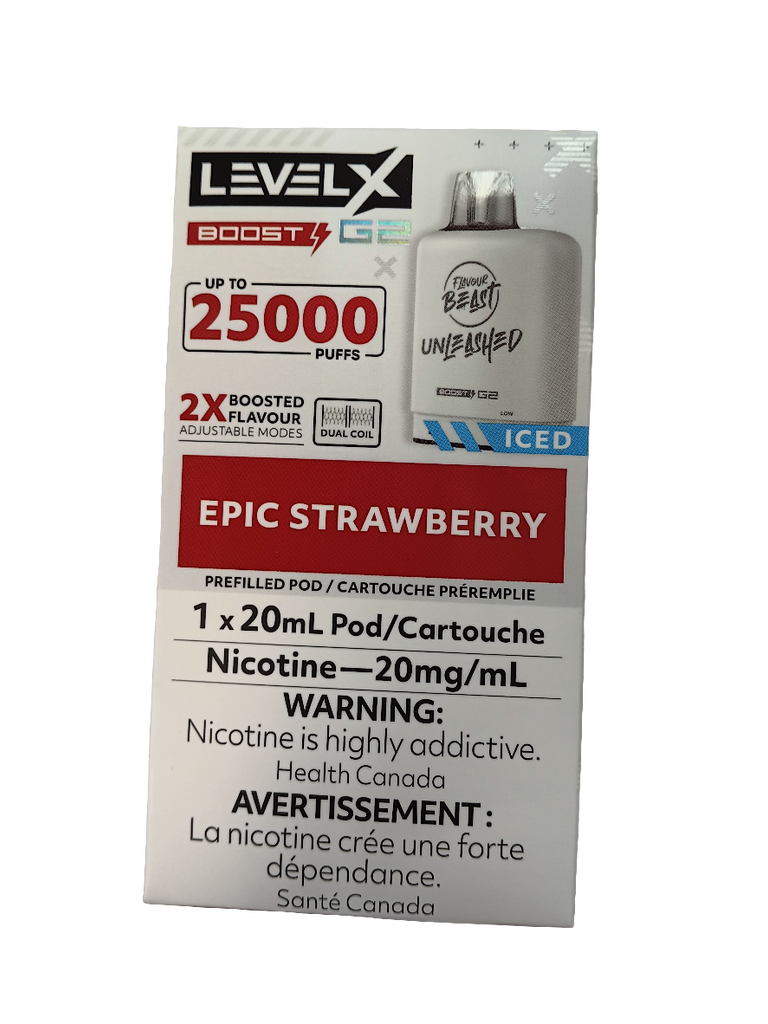 LEVEL X
BOOST G2
UP TO
25000
PUFFS
2X BOOSTED
FLAVOUR
ADJUSTABLE MODES
DUAL COIL
FLAVOUR
BEAST
UNLEASHED
BOOST G2
LOW
ICED
EPIC STRAWBERRY
PREFILLED POD / CARTOUCHE PRÉREMPLIE
1 x 20mL Pod/Cartouche
Nicotine—20mg/mL
WARNING:
Nicotine is highly addictive.
Health Canada
AVERTISSEMENT :
La nicotine crée une forte
dépendance.
Santé Canada